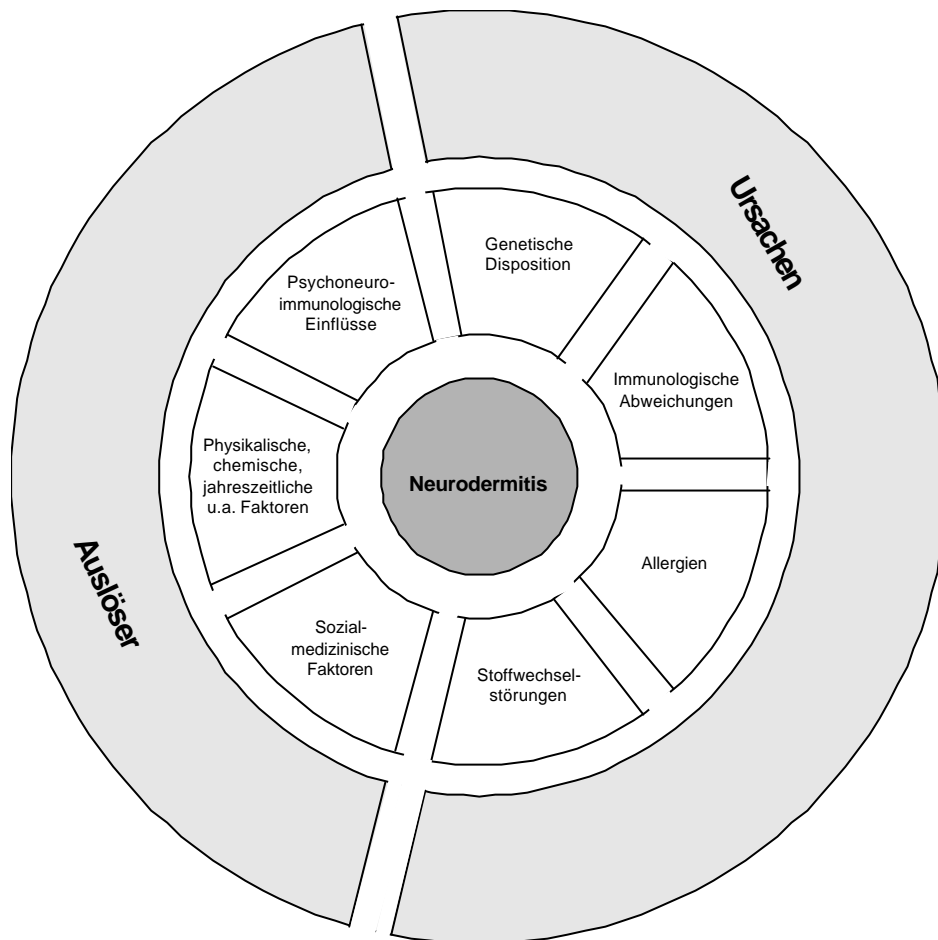 Ursachen
Genetische
Disposition
Psychoneuro-
immunologische
Einflüsse
Immunologische
Abweichungen
Physikalische,
chemische,
jahreszeitliche
u.a. Faktoren
Neurodermitis
Allergien
Auslöser
Sozial-
medizinische
Faktoren
Stoffwechsel-
störungen